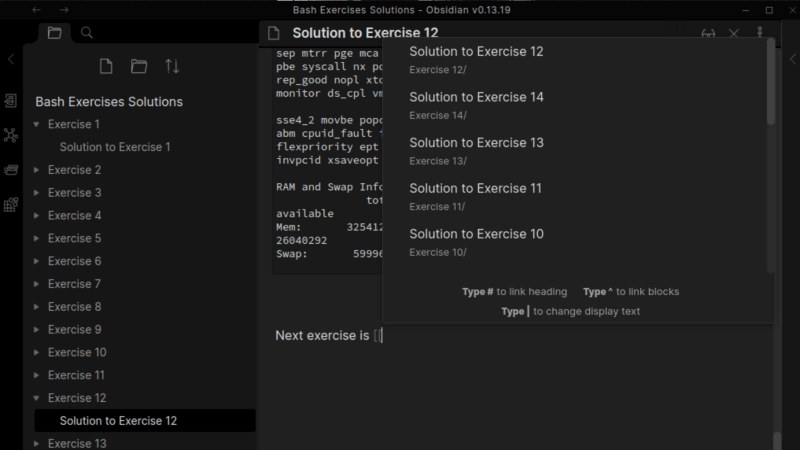 Bash Exercises Solutions - Obsidian v0.13.19
Solution to Exercise 12
Bash Exercises Solutions
Exercise 1
Solution to Exercise 1
Exercise 2
Exercise 3
Exercise 4
Exercise 5
Exercise 6
Exercise 7
Exercise 8
Exercise 9
Exercise 10
Exercise 11
Exercise 12
Solution to Exercise 12
Exercise 13
sep mtrr pge mca
pbe syscall nx
rep_good nopl
monitor ds_cpl
sse4_2 movbe
abm cpuid_fault
flexpriority ept
invpcid xsaveopt
RAM and Swap
available
Mem: 325412
26040292
Swap: 59996
Next exercise is [[
Solution to Exercise 12
Exercise 12/
Solution to Exercise 14
Exercise 14/
Solution to Exercise 13
Exercise 13/
Solution to Exercise 11
Exercise 11/
Solution to Exercise 10
Exercise 10/
Type # to link heading Type ^ to link blocks
Type | to change display text